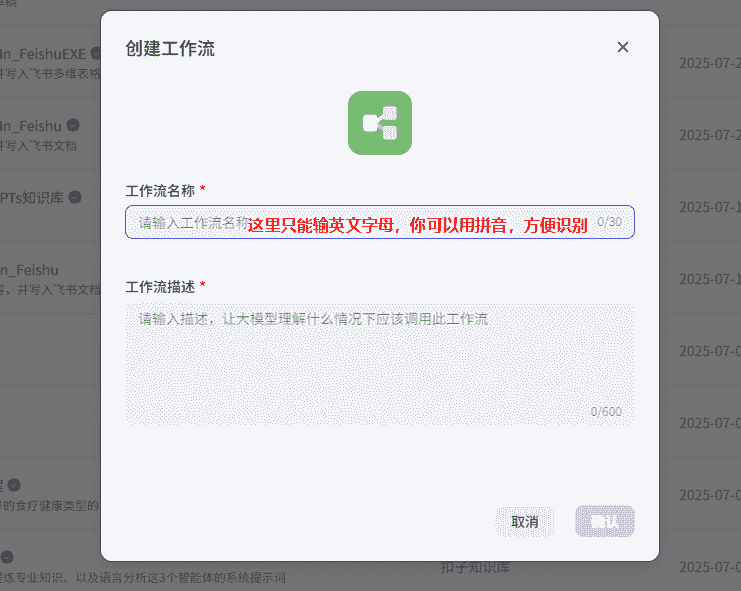 创建工作流
In_FeishuEXE
并写入飞书多维表格
2025-07-2
In_Feishu
并写入飞书文档
2025-07-2
PTs知识库
2025-07-1
工作流名称 *
请输入工作流名称 这里只能输英文字母，你可以用拼音，方便识别 0/30
n_Feishu
容，并写入飞书文档
2025-07-1
工作流描述 *
请输入描述，让大模型理解什么情况下应该调用此工作流
2025-07-0
0/600
2025-07-0
的食疗健康类型的
2025-07-0
取消 确认
扣子知识库
2025-07-0
炼专业知识、以及语言分析这3个智能体的系统提示词